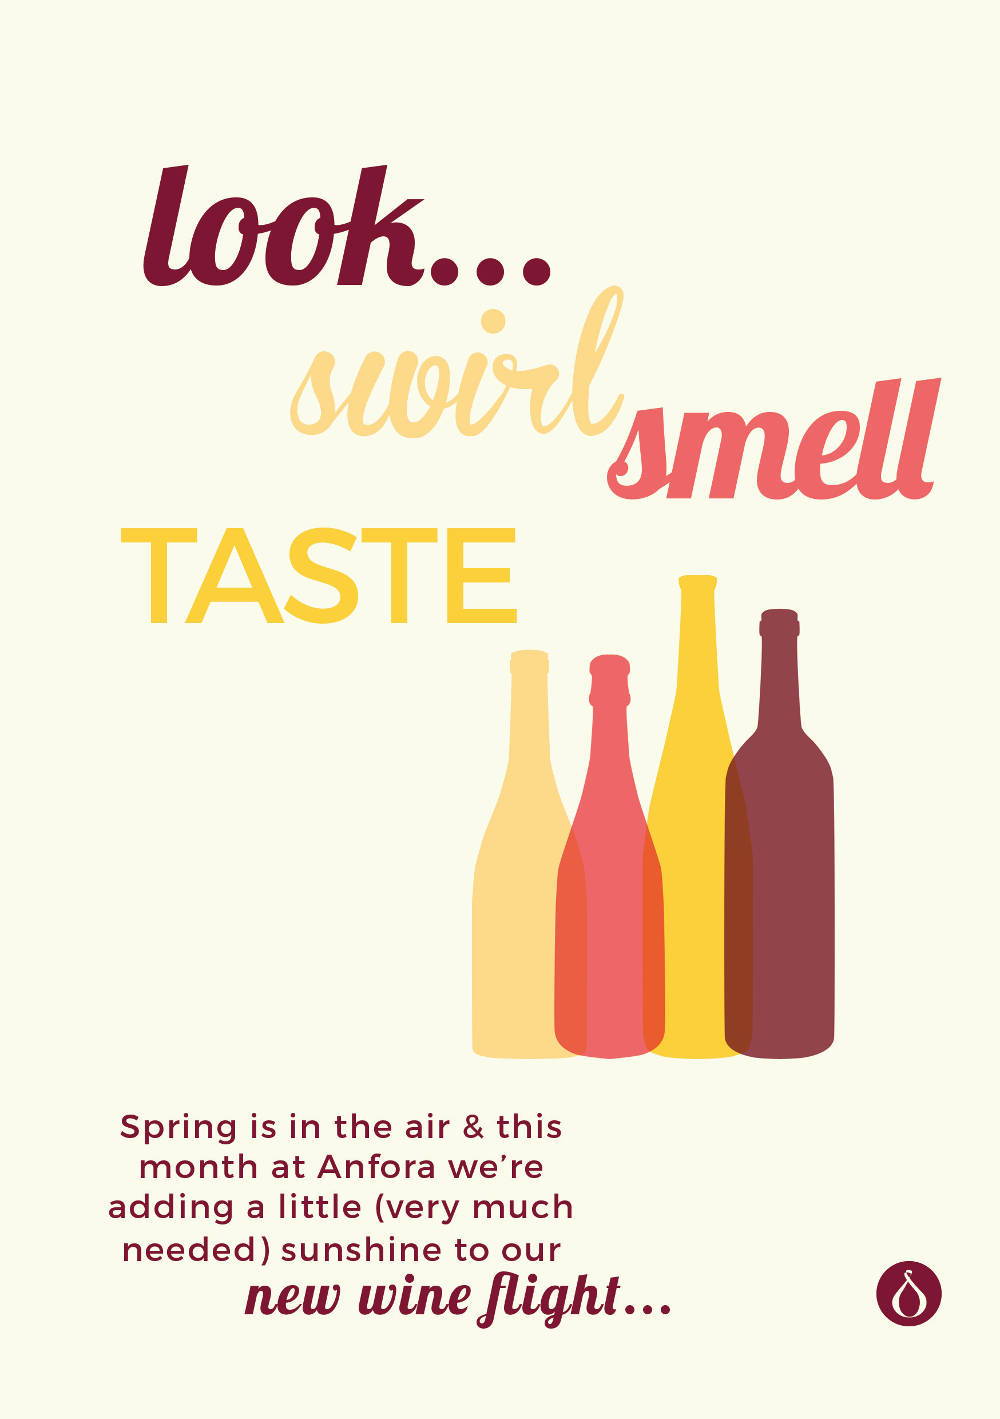 look...
swirl
smell
TASTE
Spring is in the air & this
month at Anfora we’re
adding a little (very much
needed) sunshine to our
new wine flight...